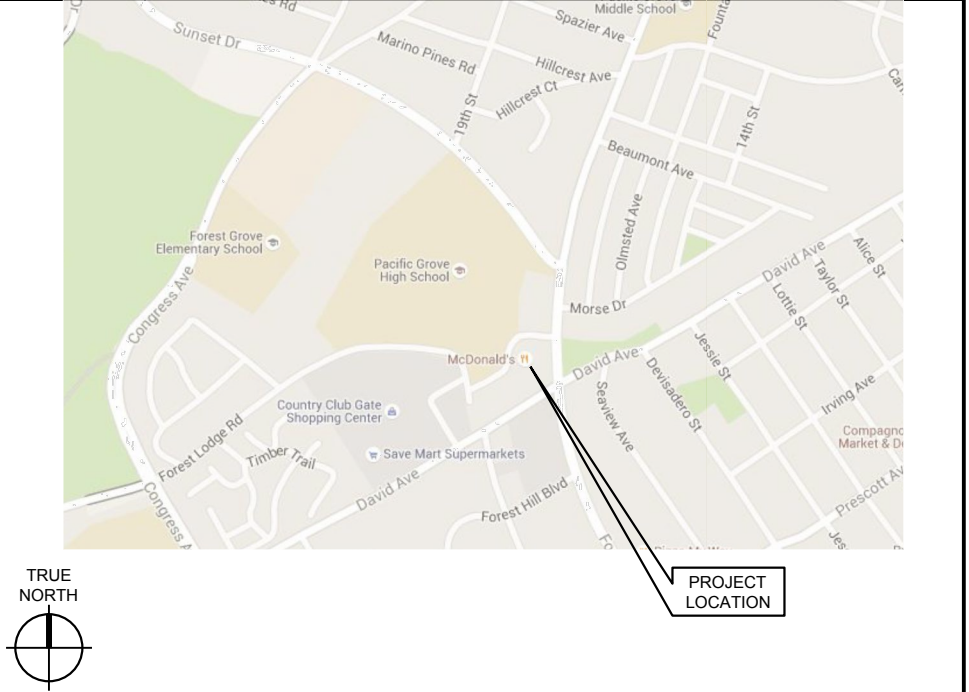 s Rd
Middle School
Sunset Dr
Marino Pines Rd
Spazier Ave
Hillcrest Ave
Hillcrest Ct
19th St
14th St
Beaumont Ave
Olmsted Ave
Forest Grove
Elementary School
Pacific Grove
High School
Congress Ave
Morse Dr
David Ave
Alice St
Taylor St
Lottie St
Jessie St
McDonald's
David Ave
Devisadero St
Seaview Ave
Irving Ave
Country Club Gate
Shopping Center
Forest Lodge Rd
Timber Trail
Save Mart Supermarkets
David Ave
Forest Hill Blvd
Market & D
Prescott Av
Congress A
Fo
TRUE
NORTH
PROJECT
LOCATION